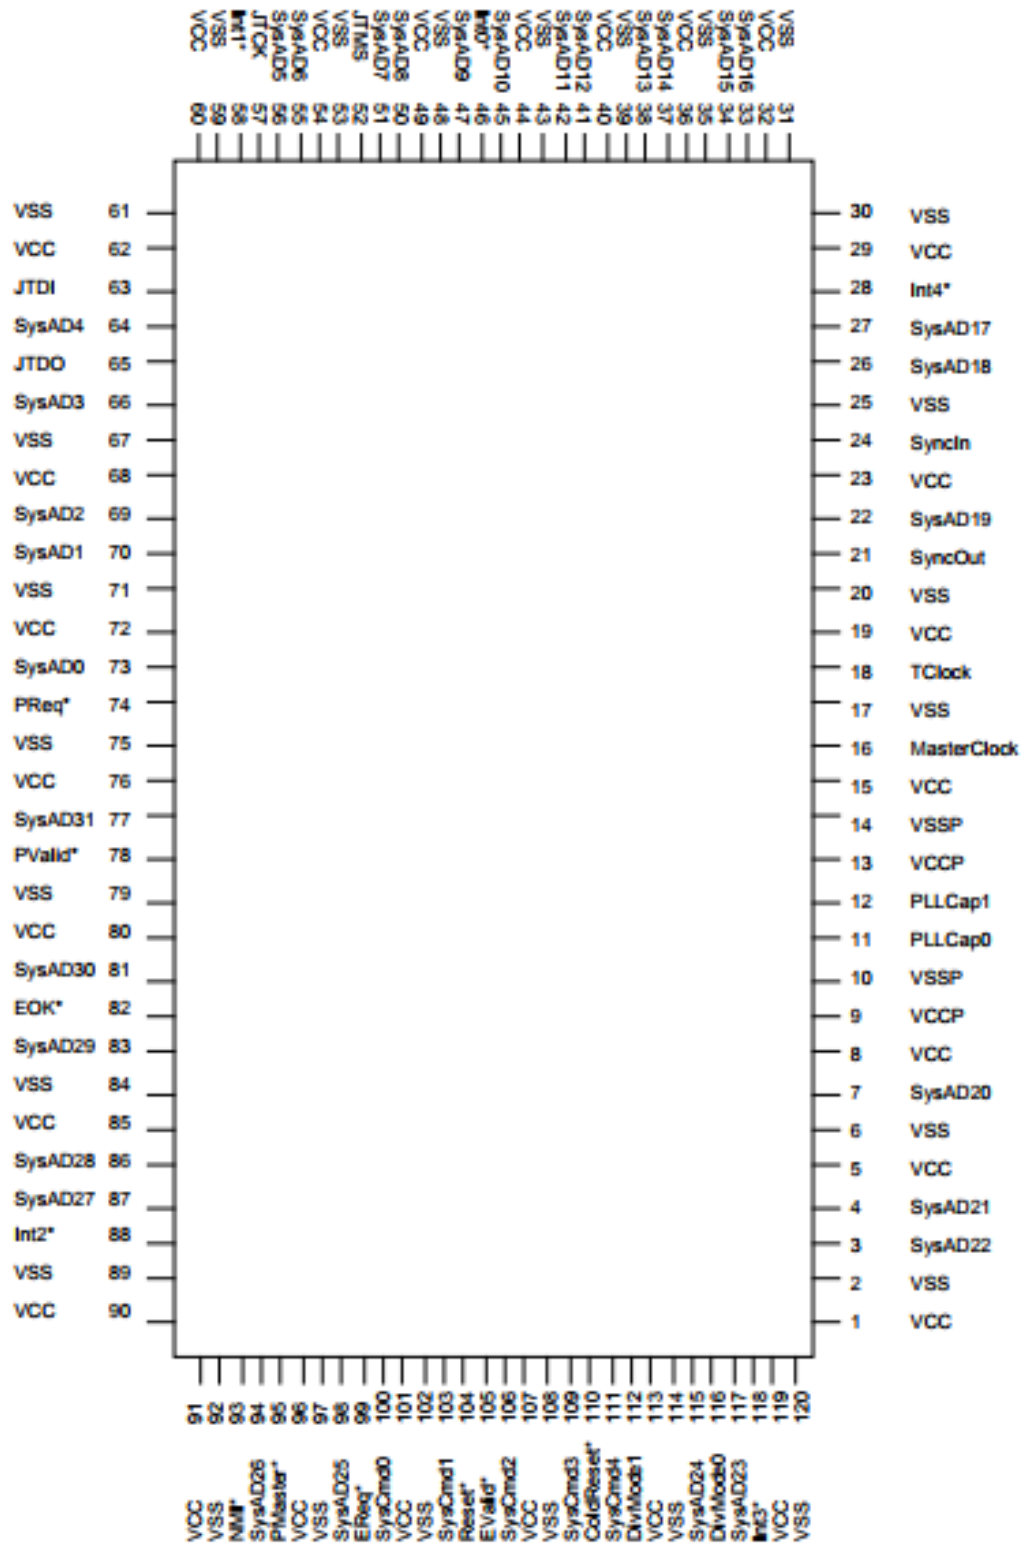 VCC VSS Int1* JTCK SysAD5 SysAD6 VCC VSS JTMS SysAD7 SysAD8 VCC VSS SysAD9 Int0* SysAD10 VCC VSS SysAD11 SysAD12 VCC VSS SysAD13 SysAD14 VCC VSS SysAD15 SysAD16 VCC VSS
60 59 58 57 56 55 54 53 52 51 50 49 48 47 46 45 44 43 42 41 40 39 38 37 36 35 34 33 32 31
VSS 61 30 VSS
VCC 62 29 VCC
JTDI 63 28 Int4*
SysAD4 64 27 SysAD17
JTDO 65 26 SysAD18
SysAD3 66 25 VSS
VSS 67 24 SyncIn
VCC 68 23 VCC
SysAD2 69 22 SysAD19
SysAD1 70 21 SyncOut
VSS 71 20 VSS
VCC 72 19 VCC
SysAD0 73 18 TClock
PReq* 74 17 VSS
VSS 75 16 MasterClock
VCC 76 15 VCC
SysAD31 77 14 VSSP
PValid* 78 13 VCCP
VSS 79 12 PLLCap1
VCC 80 11 PLLCap0
SysAD30 81 10 VSSP
EOK* 82 9 VCCP
SysAD29 83 8 VCC
VSS 84 7 SysAD20
VCC 85 6 VSS
SysAD28 86 5 VCC
SysAD27 87 4 SysAD21
Int2* 88 3 SysAD22
VSS 89 2 VSS
VCC 90 1 VCC
91 92 93 94 95 96 97 98 99 100 101 102 103 104 105 106 107 108 109 110 111 112 113 114 115 116 117 118 119 120
VCC VSS NMI* SysAD26 PMaster* VCC VSS SysAD25 EReq* SysCmd0 VCC VSS SysCmd1 Reset* EValid* SysCmd2 VCC VSS SysCmd3 ColdReset* SysCmd4 DivMode1 VCC VSS SysAD24 DivMode0 SysAD23 Int3* VCC VSS